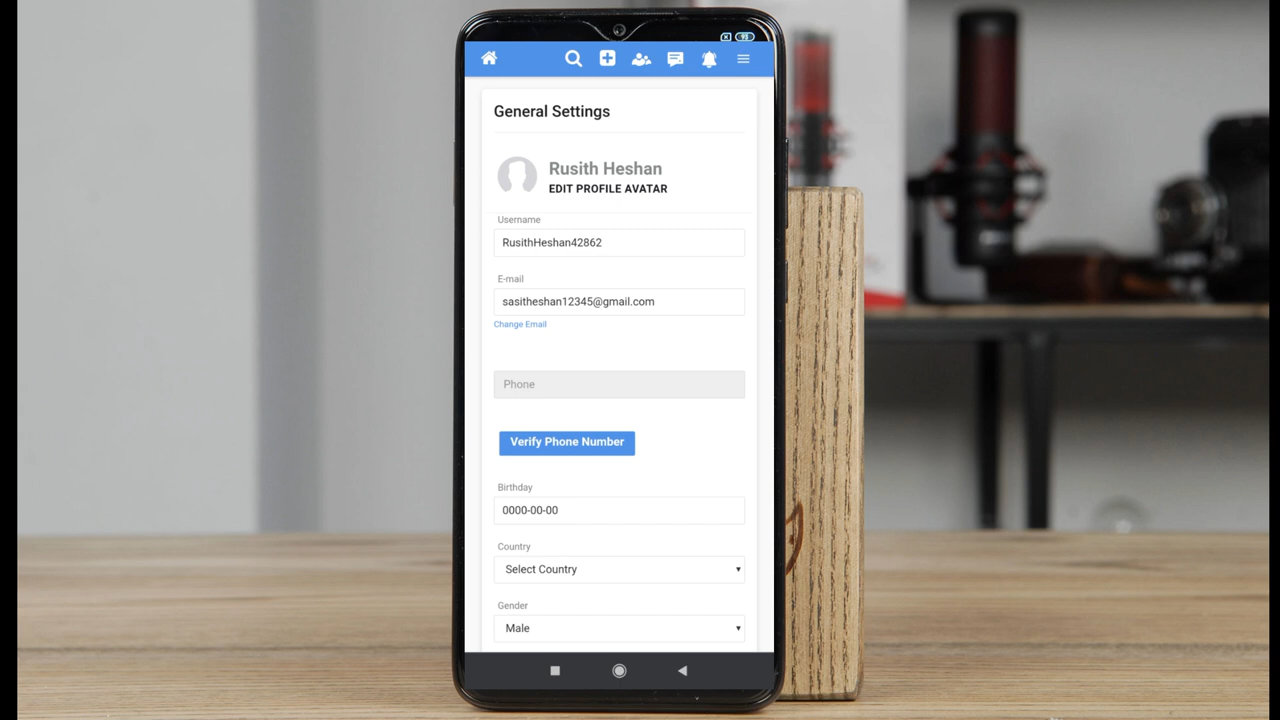 93
General Settings
Rusith Heshan
EDIT PROFILE AVATAR
Username
RusithHeshan42862
E-mail
sasitheshan12345@gmail.com
Change Email
Phone
Verify Phone Number
Birthday
0000-00-00
Country
Select Country
Gender
Male